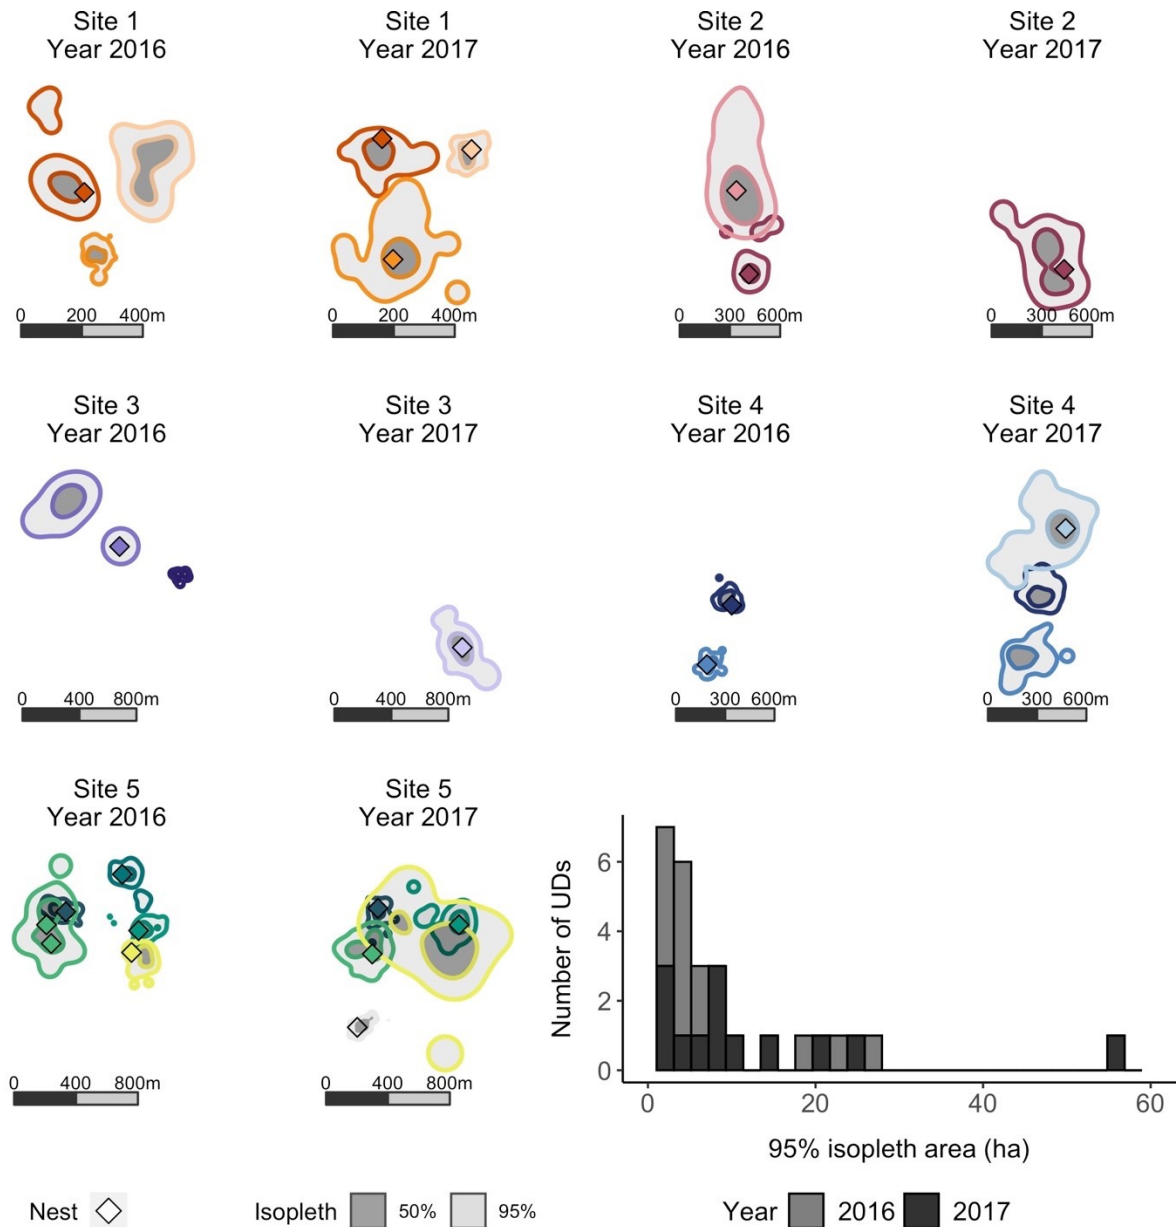 Site 1
Year 2016
Site 1
Year 2017
Site 2
Year 2016
Site 2
Year 2017
0 200 400m
0 200 400m
0 300 600m
0 300 600m
Site 3
Year 2016
Site 3
Year 2017
Site 4
Year 2016
Site 4
Year 2017
0 400 800m
0 400 800m
0 300 600m
0 300 600m
Site 5
Year 2016
Site 5
Year 2017
0 400 800m
0 400 800m
Number of UDs
6
4
2
0
0 20 40 60
95% isopleth area (ha)
Nest
Isopleth 50% 95%
Year 2016 2017